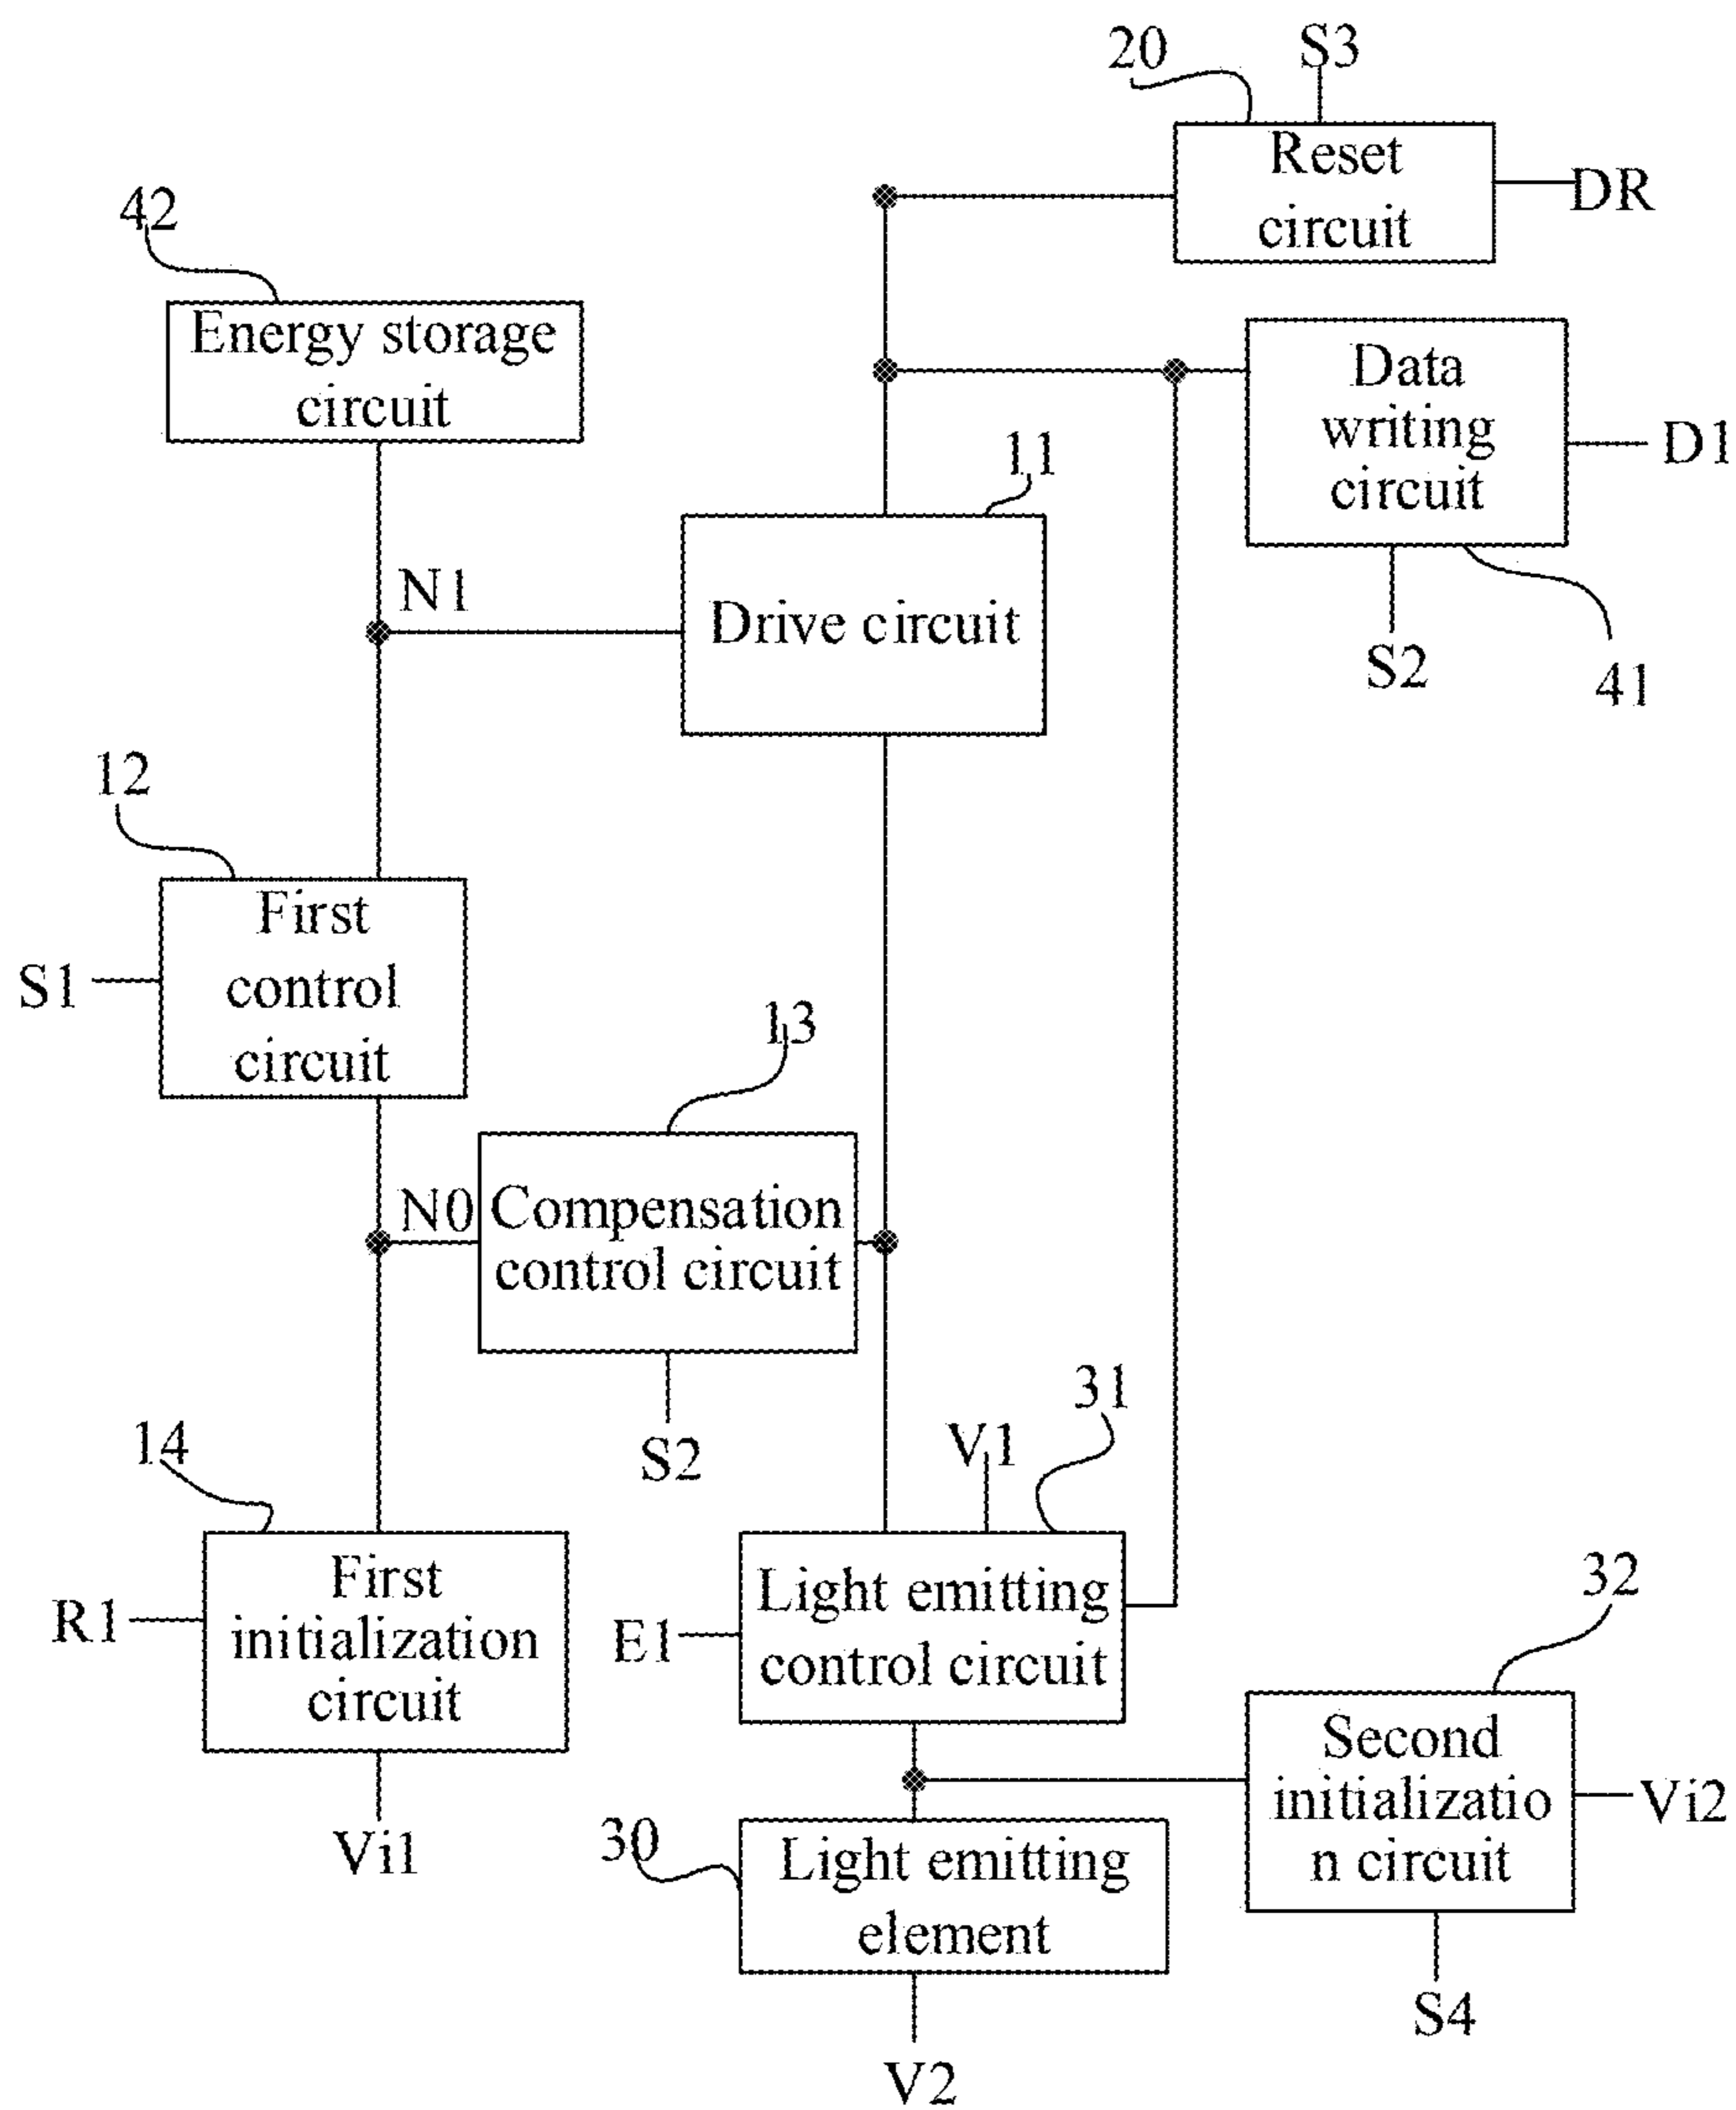 20
S3
Reset
circuit
DR
42
Energy storage
circuit
Data
writing
circuit
D1
11
N1
Drive circuit
S2
41
12
First
control
circuit
S1
13
N0
Compensation
control circuit
S2
31
V1
14
First
initialization
circuit
R1
Vi1
Light emitting
control circuit
E1
32
Second
initializatio
n circuit
Vi2
30
Light emitting
element
S4
V2